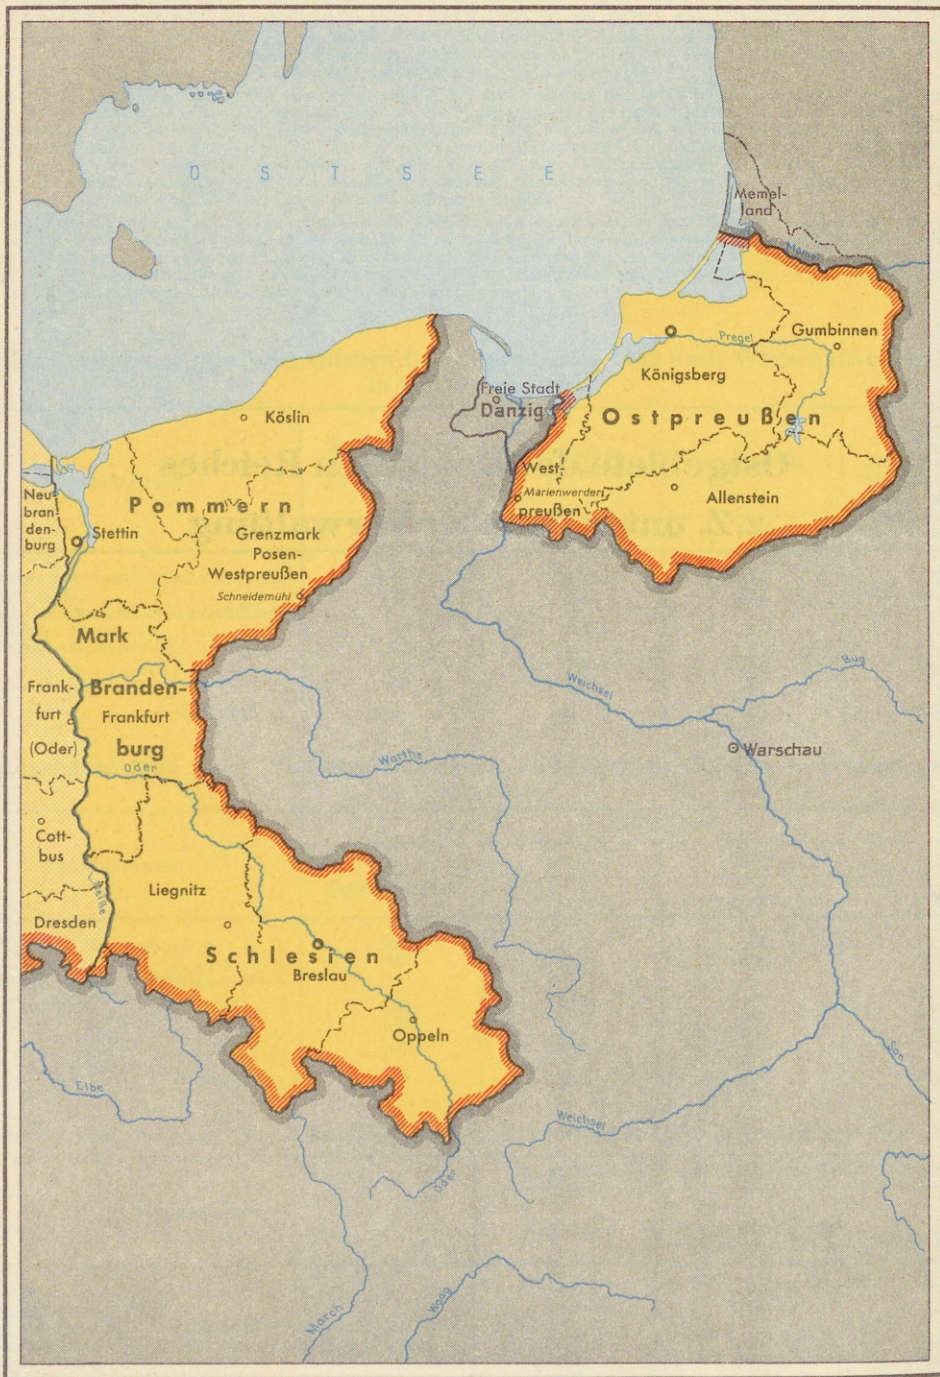 OSTSEE
Memel-
land
Memel
Gumbinnen
Pregel
Königsberg
Freie Stadt
Danzig
Ostpreußen
Köslin
West-
Marienwerder
preußen
Allenstein
Neu
bran
den-
burg
Pommern
Stettin
Grenzmark
Posen-
Westpreußen
Schneidemühl
Mark
Branden-
Frankfurt
burg
Frank-
furt
(Oder)
Oder
Weichsel
Bug
Warschau
Warthe
Cott-
bus
Neiße
Liegnitz
Dresden
Schlesien
Breslau
Oppeln
Elbe
San
Weichsel
Oder
March
Waag